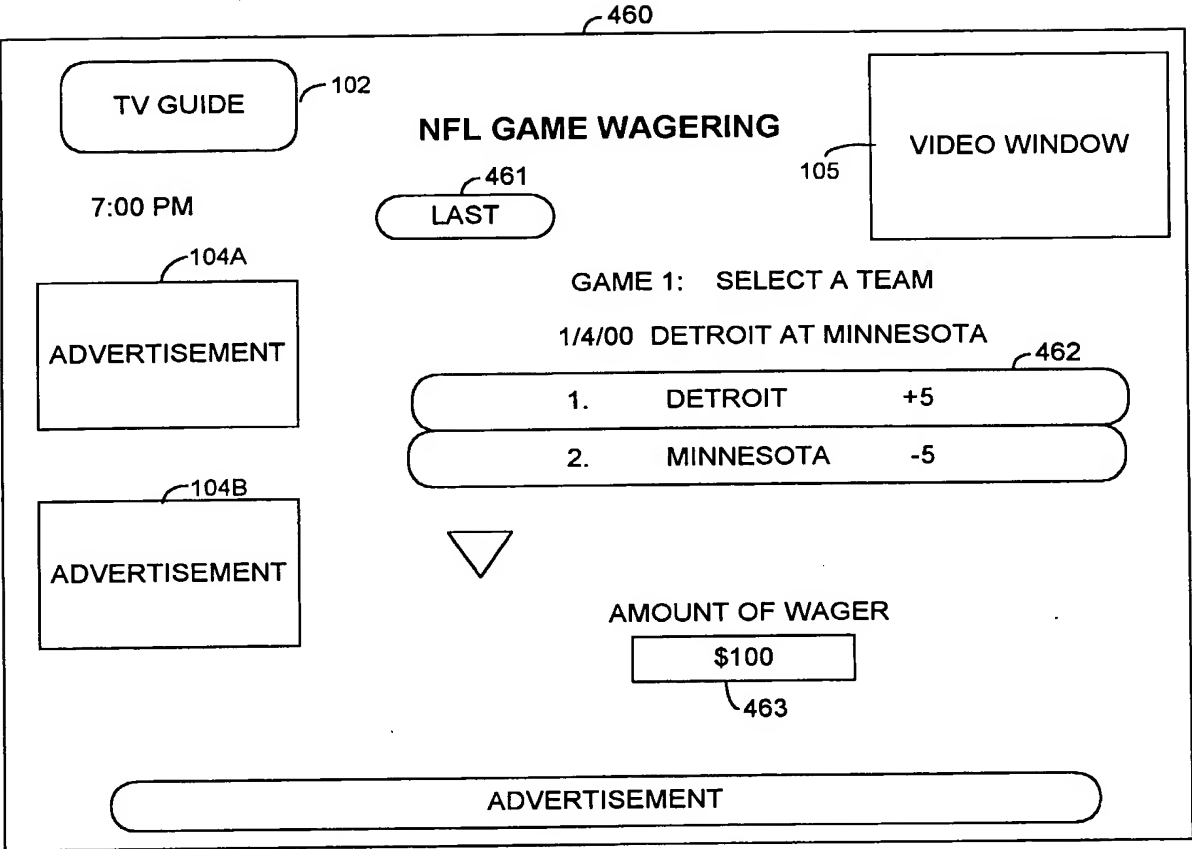 460
TV GUIDE
102
NFL GAME WAGERING
VIDEO WINDOW
105
7:00 PM
461
LAST
104A
ADVERTISEMENT
GAME 1: SELECT A TEAM
1/4/00 DETROIT AT MINNESOTA
462
1. DETROIT +5
2. MINNESOTA -5
104B
ADVERTISEMENT
AMOUNT OF WAGER
$100
463
ADVERTISEMENT